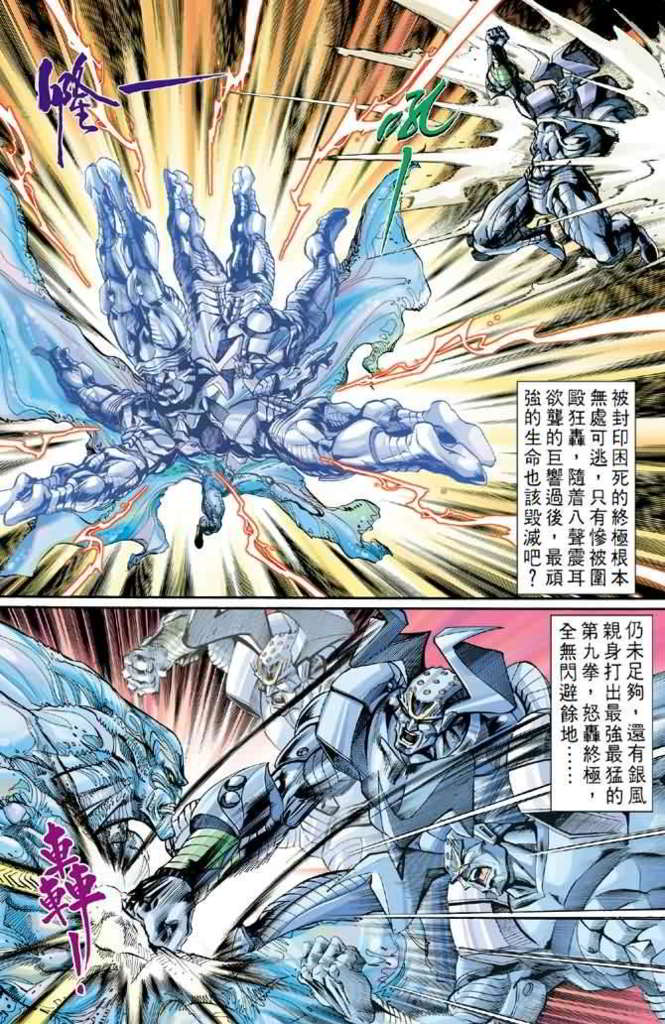 隆一
吼！
被封印困死的終極根本
無處可逃，只有慘被圍
毆狂轟，隨着八聲震耳
欲聾的巨響過後，最頑
強的生命也該毀滅吧？
仍未足夠，還有銀風
親身打出最強最猛的
第九拳，怒轟終極，
全無閃避餘地……
轟！